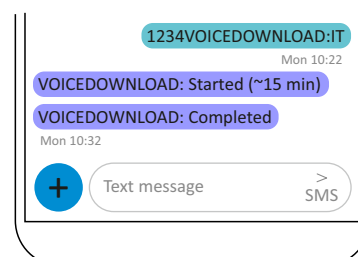 1234VOICEDOWNLOAD:IT
Mon 10:22
VOICEDOWNLOAD: Started (~15 min)
VOICEDOWNLOAD: Completed
Mon 10:32
+
Text message
>
SMS